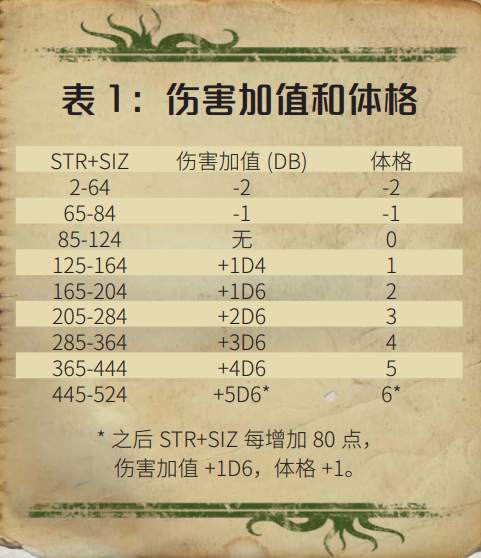 表 1：伤害加值和体格
STR+SIZ 伤害加值 (DB) 体格
2-64 -2 -2
65-84 -1 -1
85-124 无 0
125-164 +1D4 1
165-204 +1D6 2
205-284 +2D6 3
285-364 +3D6 4
365-444 +4D6 5
445-524 +5D6* 6*
* 之后 STR+SIZ 每增加 80 点，
伤害加值 +1D6，体格 +1。